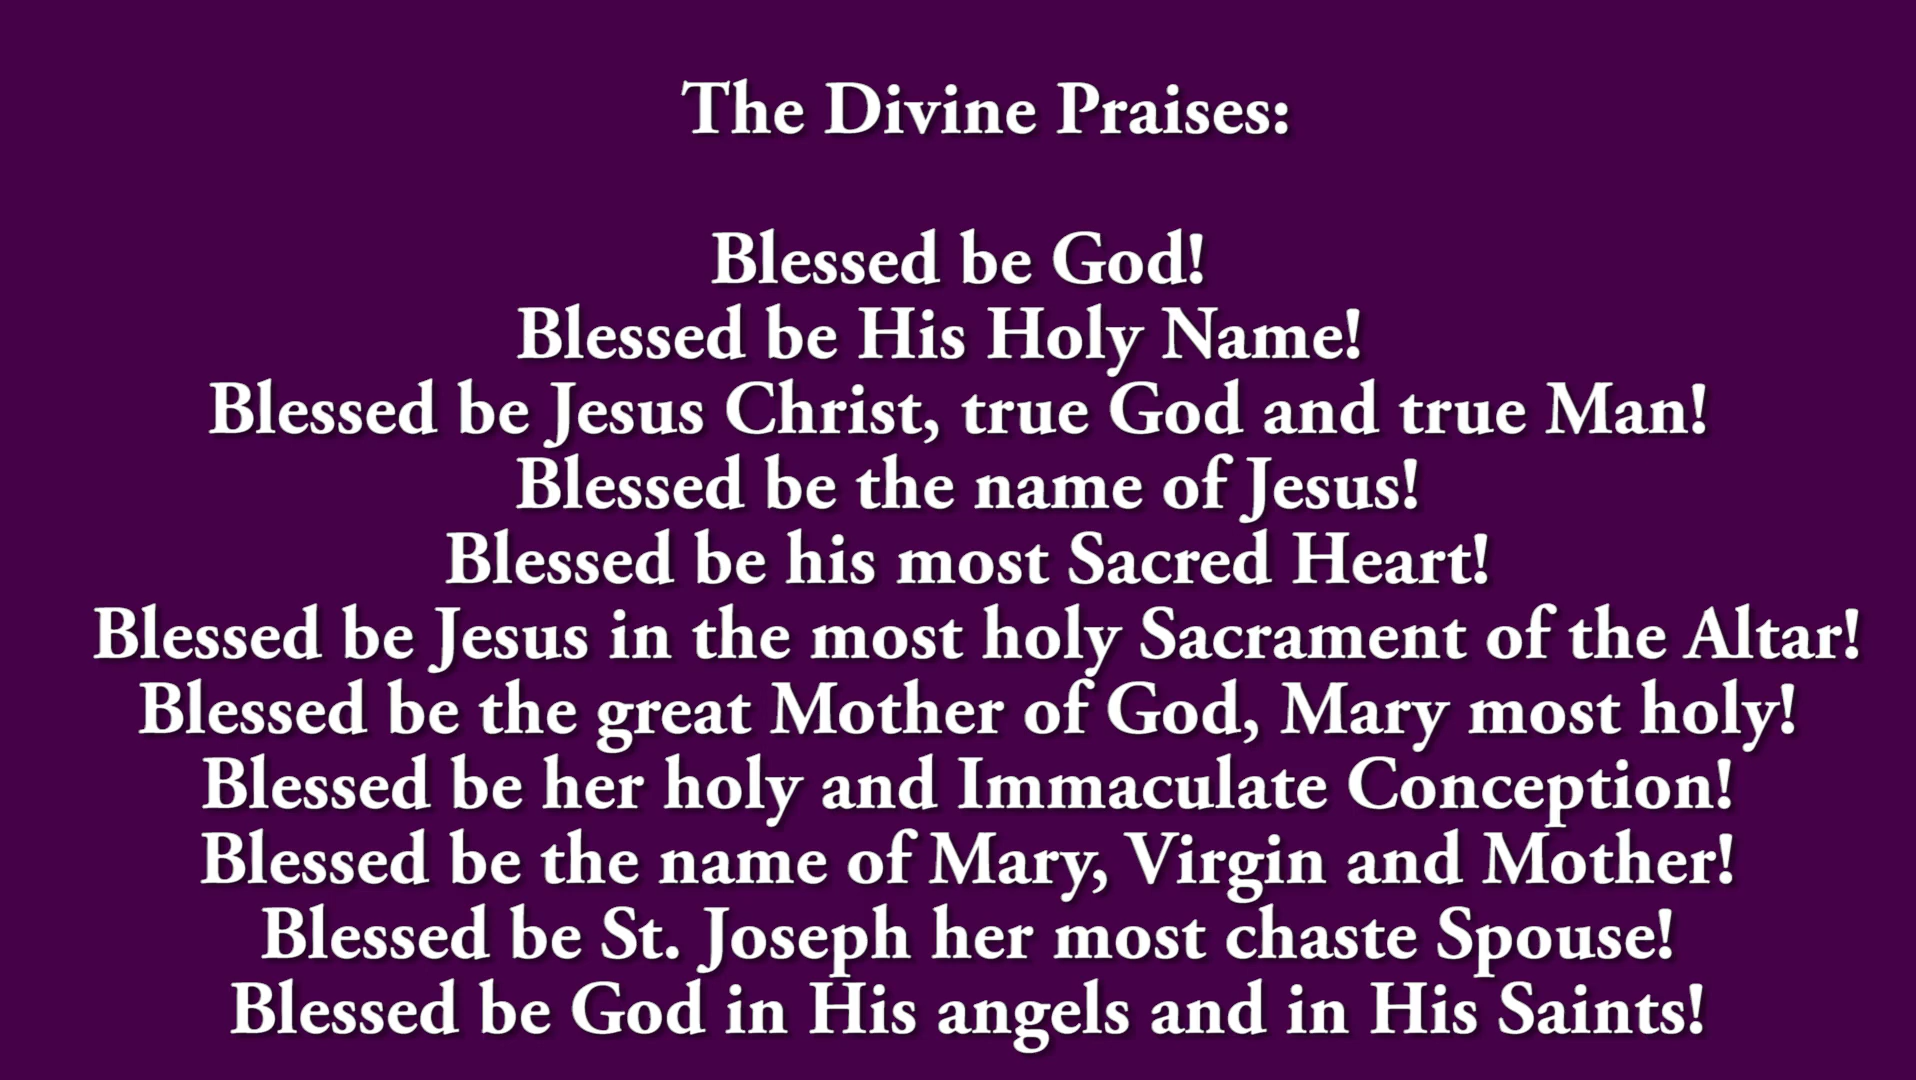 The Divine Praises:
Blessed be God!
Blessed be His Holy Name!
Blessed be Jesus Christ, true God and true Man!
Blessed be the name of Jesus!
Blessed be his most Sacred Heart!
Blessed be Jesus in the most holy Sacrament of the Altar!
Blessed be the great Mother of God, Mary most holy!
Blessed be her holy and Immaculate Conception!
Blessed be the name of Mary, Virgin and Mother!
Blessed be St. Joseph her most chaste Spouse!
Blessed be God in His angels and in His Saints!